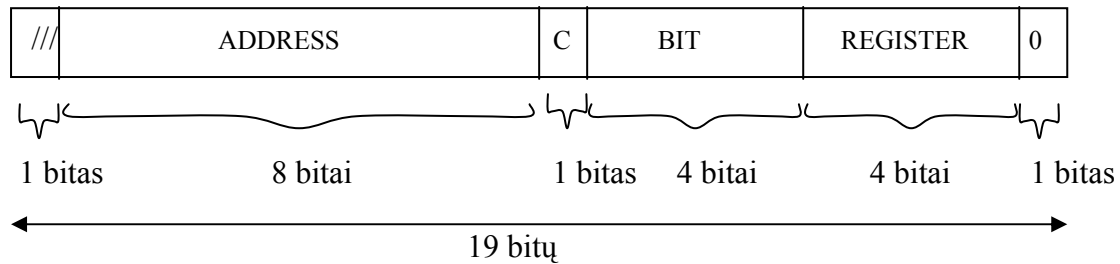 /// ADDRESS C BIT REGISTER 0
1 bitas 8 bitai 1 bitas 4 bitai 4 bitai 1 bitas
19 bitų